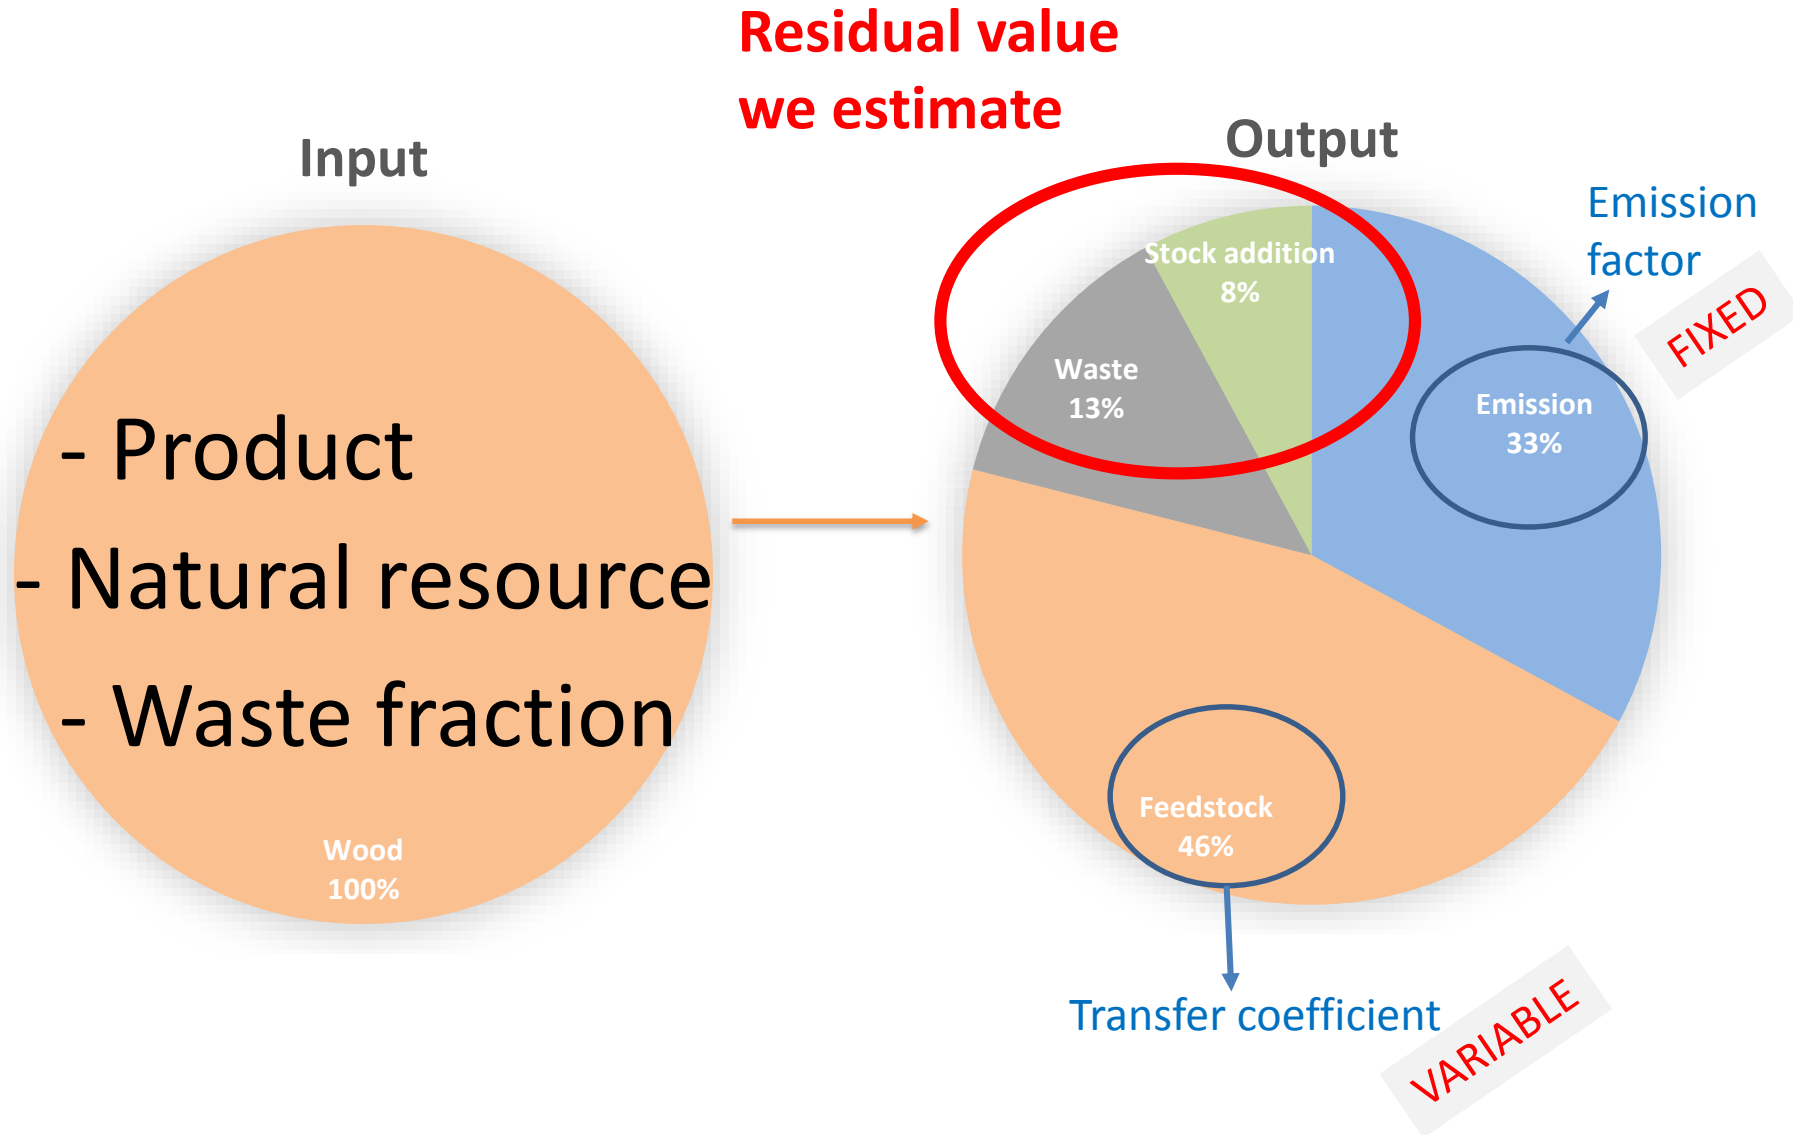 Residual value
we estimate
Input
Output
Emission
factor
FIXED
Stock addition
8%
Waste
13%
Emission
33%
- Product
- Natural resource
- Waste fraction
Wood
100%
Feedstock
46%
Transfer coefficient
VARIABLE